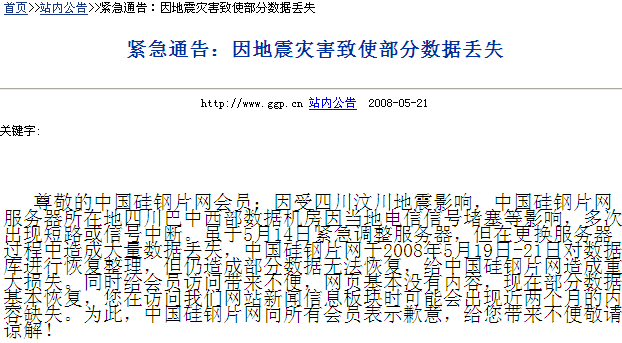 首页>>站内公告>>紧急通告：因地震灾害致使部分数据丢失
紧急通告：因地震灾害致使部分数据丢失
http://www.ggp.cn 站内公告 2008-05-21
关键字:
尊敬的中国硅钢片网会员：因受四川汶川地震影响，中国硅钢片网
服务器所在地四川巴中西部数据机房因当地电信信号堵塞等影响，多次
出现短路或信号中断。虽于5月14日紧急调整服务器，但在更换服务器
过程中造成大量数据丢失，中国硅钢片网于2008年5月19日-21日对数据
库进行恢复整理，但仍造成部分数据无法恢复，给中国硅钢片网造成重
大损失。同时给会员访问带来不便，网页基本没有内容，现在部分数据
基本恢复，您在访问我们网站新闻信息板块时可能会出现近两个月的内
容缺失。为此，中国硅钢片网向所有会员表示歉意，给您带来不便敬请
谅解！